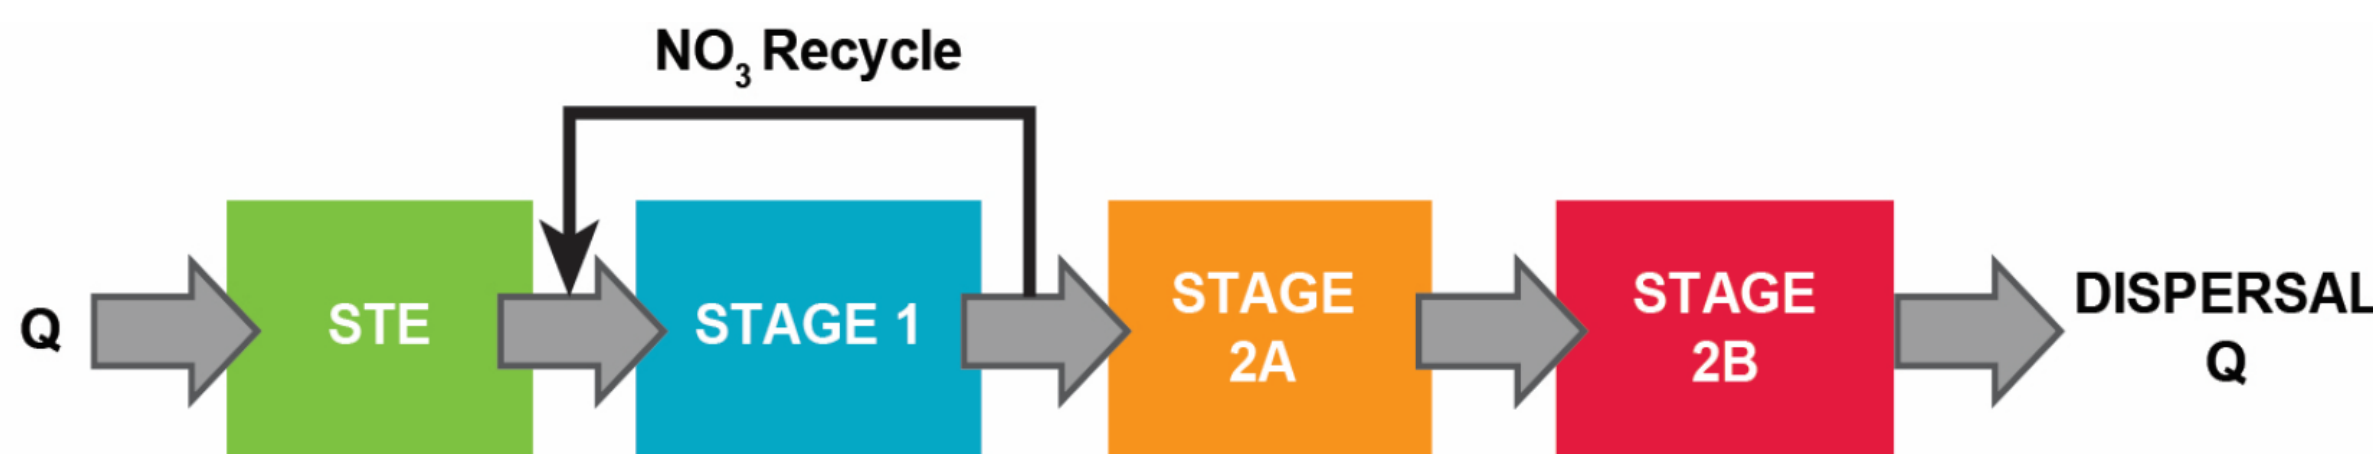 NO₃ Recycle
Q
STE
STAGE 1
STAGE
2A
STAGE
2B
DISPERSAL
Q